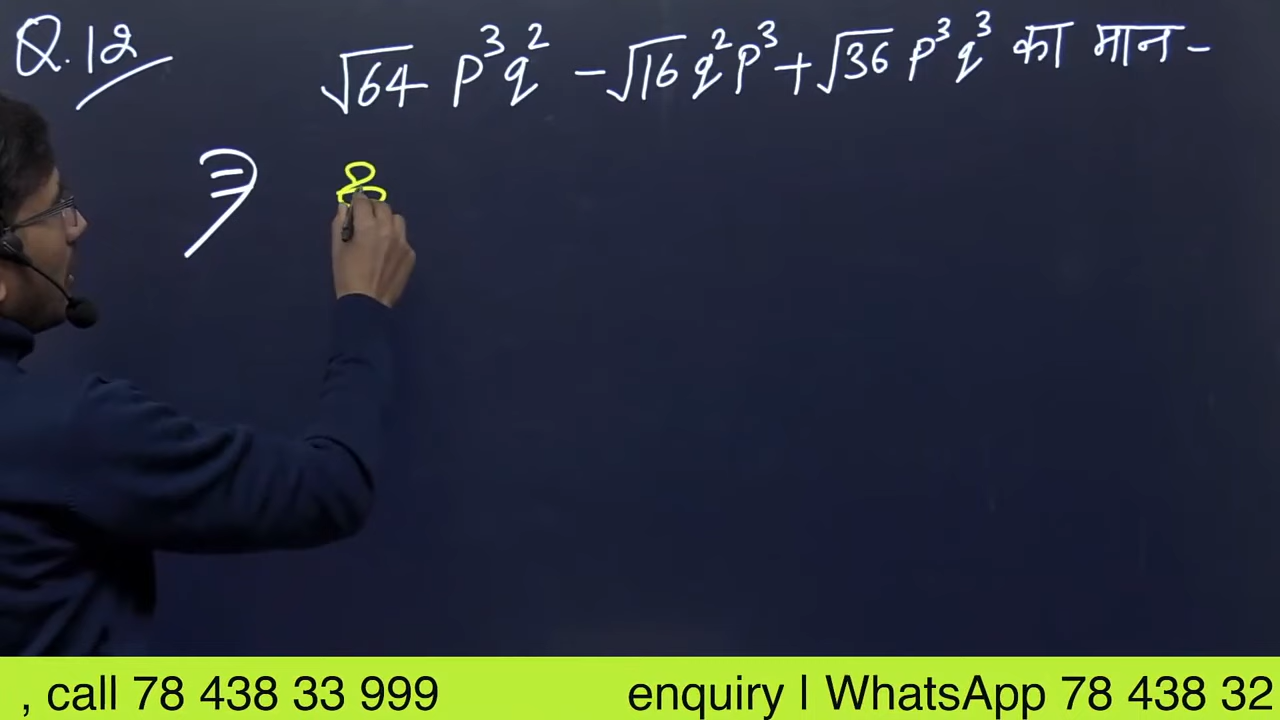 Q.12 √64 p³q² - √16 q²p³ + √36 p³q³ का मान -
⇒ 8
, call 78 438 33 999 enquiry I WhatsApp 78 438 32